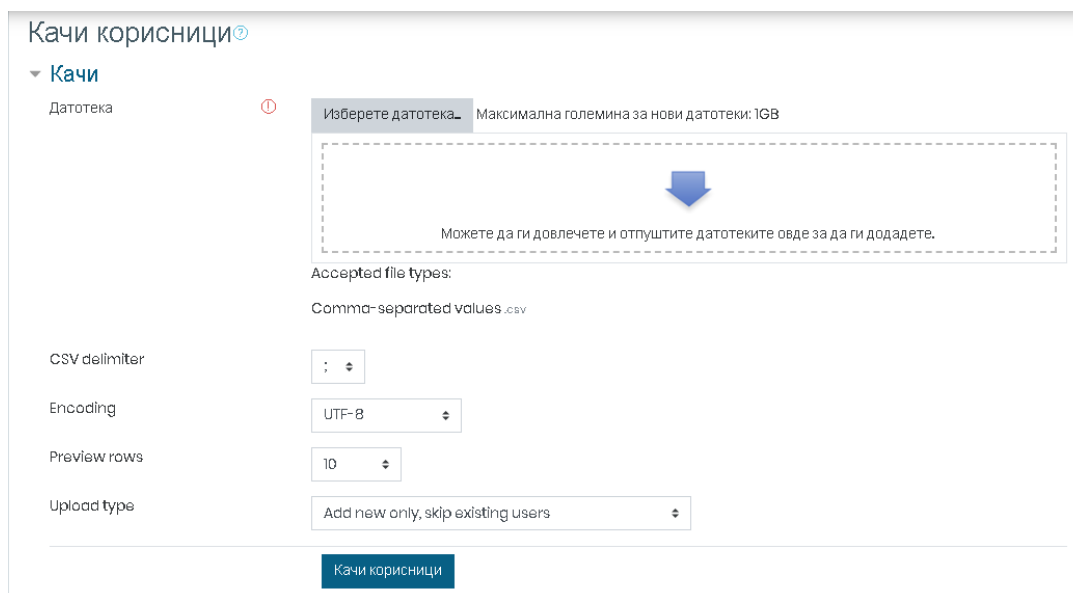 Качи корисници
Качи
Датотека
Изберете датотека... Максимална големина за нови датотеки: 1GB
Можете да ги довлечете и отпуштите датотеките овде за да ги додадете.
Accepted file types:
Comma-separated values .csv
CSV delimiter
;
Encoding
UTF-8
Preview rows
10
Upload type
Add new only, skip existing users
Качи корисници